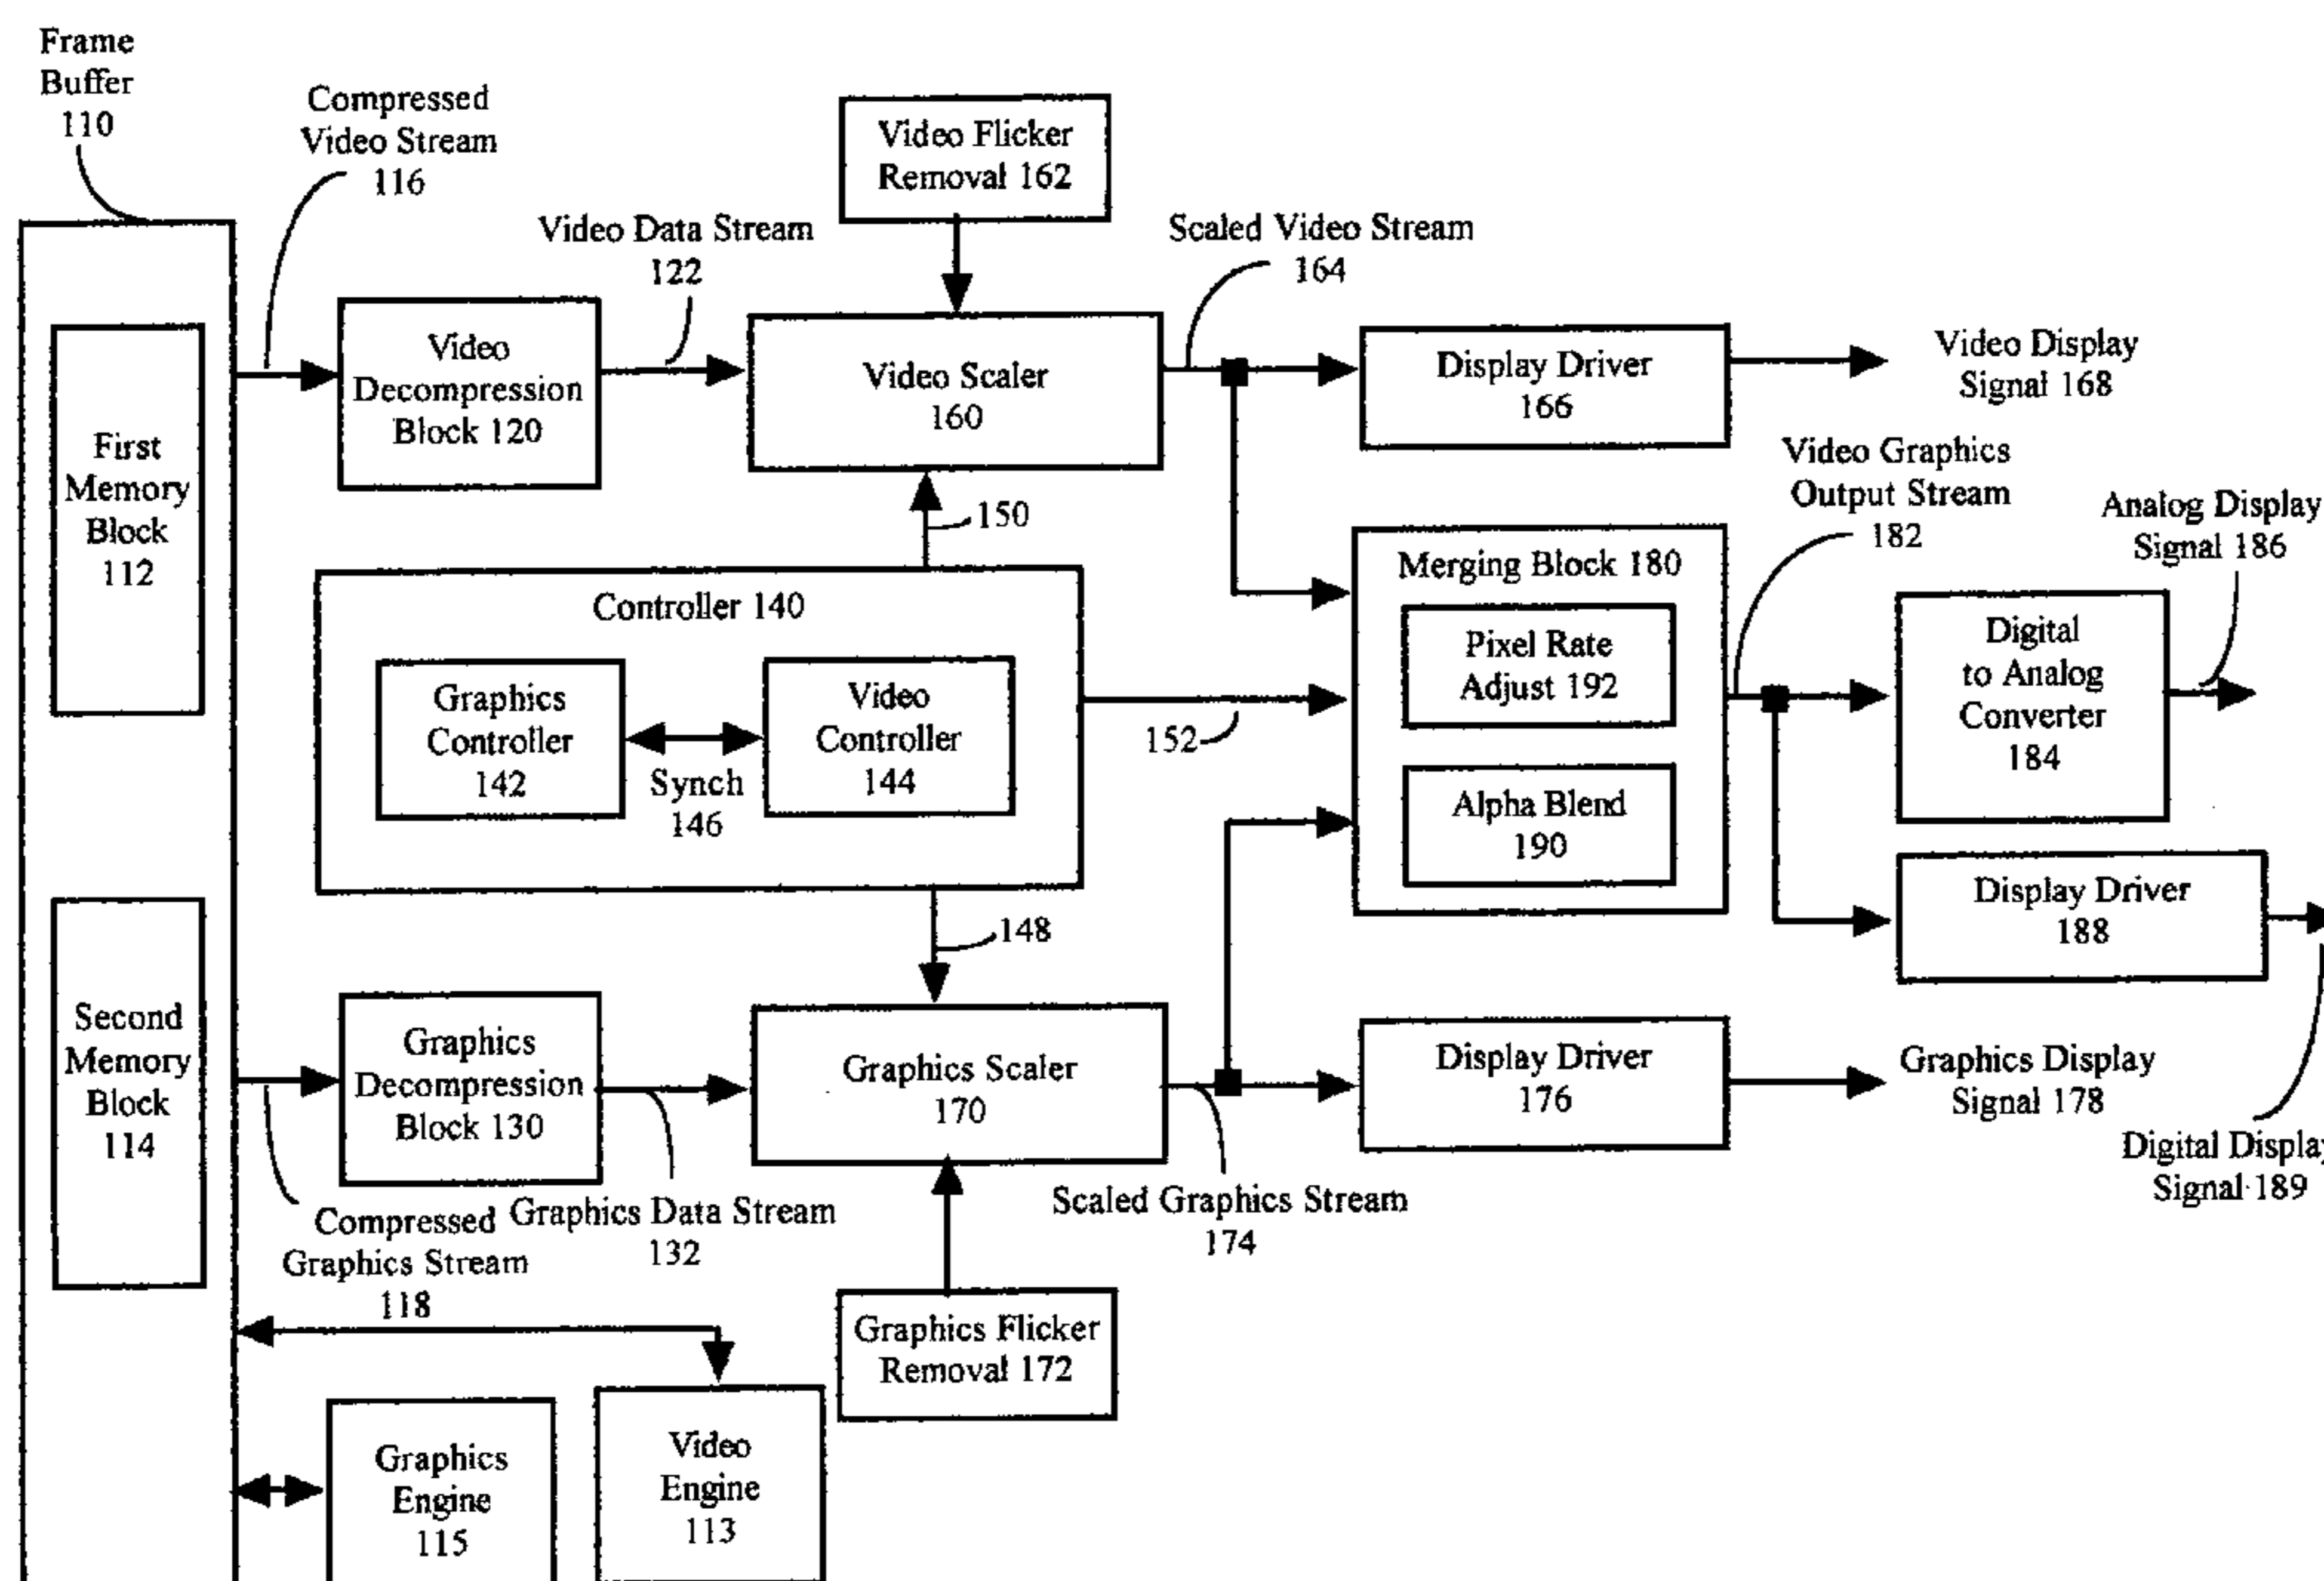 Frame
Buffer
110
Compressed
Video Stream
116
Video Data Stream
122
Video Flicker
Removal 162
Scaled Video Stream
164
First
Memory
Block
112
Video
Decompression
Block 120
Video Scaler
160
Display Driver
166
Video Display
Signal 168
150
Video Graphics
Output Stream
182
Analog Display
Signal 186
Controller 140
Graphics
Controller
142
Synch
146
Video
Controller
144
152
Merging Block 180
Pixel Rate
Adjust 192
Alpha Blend
190
Digital
to Analog
Converter
184
Display Driver
188
148
Second
Memory
Block
114
Graphics
Decompression
Block 130
Graphics Scaler
170
Display Driver
176
Graphics Display
Signal 178
Digital Display
Signal 189
Compressed
Graphics Stream
118
Graphics Data Stream
132
Scaled Graphics Stream
174
Graphics Flicker
Removal 172
Graphics
Engine
115
Video
Engine
113